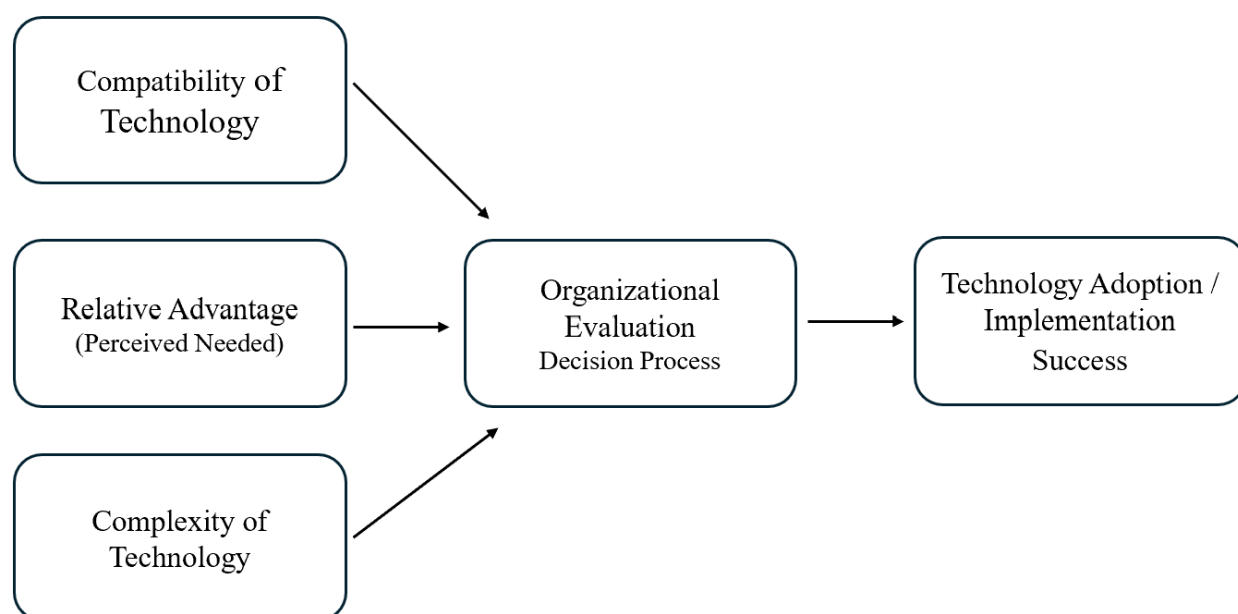 Compatibility of
Technology
Relative Advantage
(Perceived Needed)
Complexity of
Technology
Organizational
Evaluation
Decision Process
Technology Adoption /
Implementation
Success